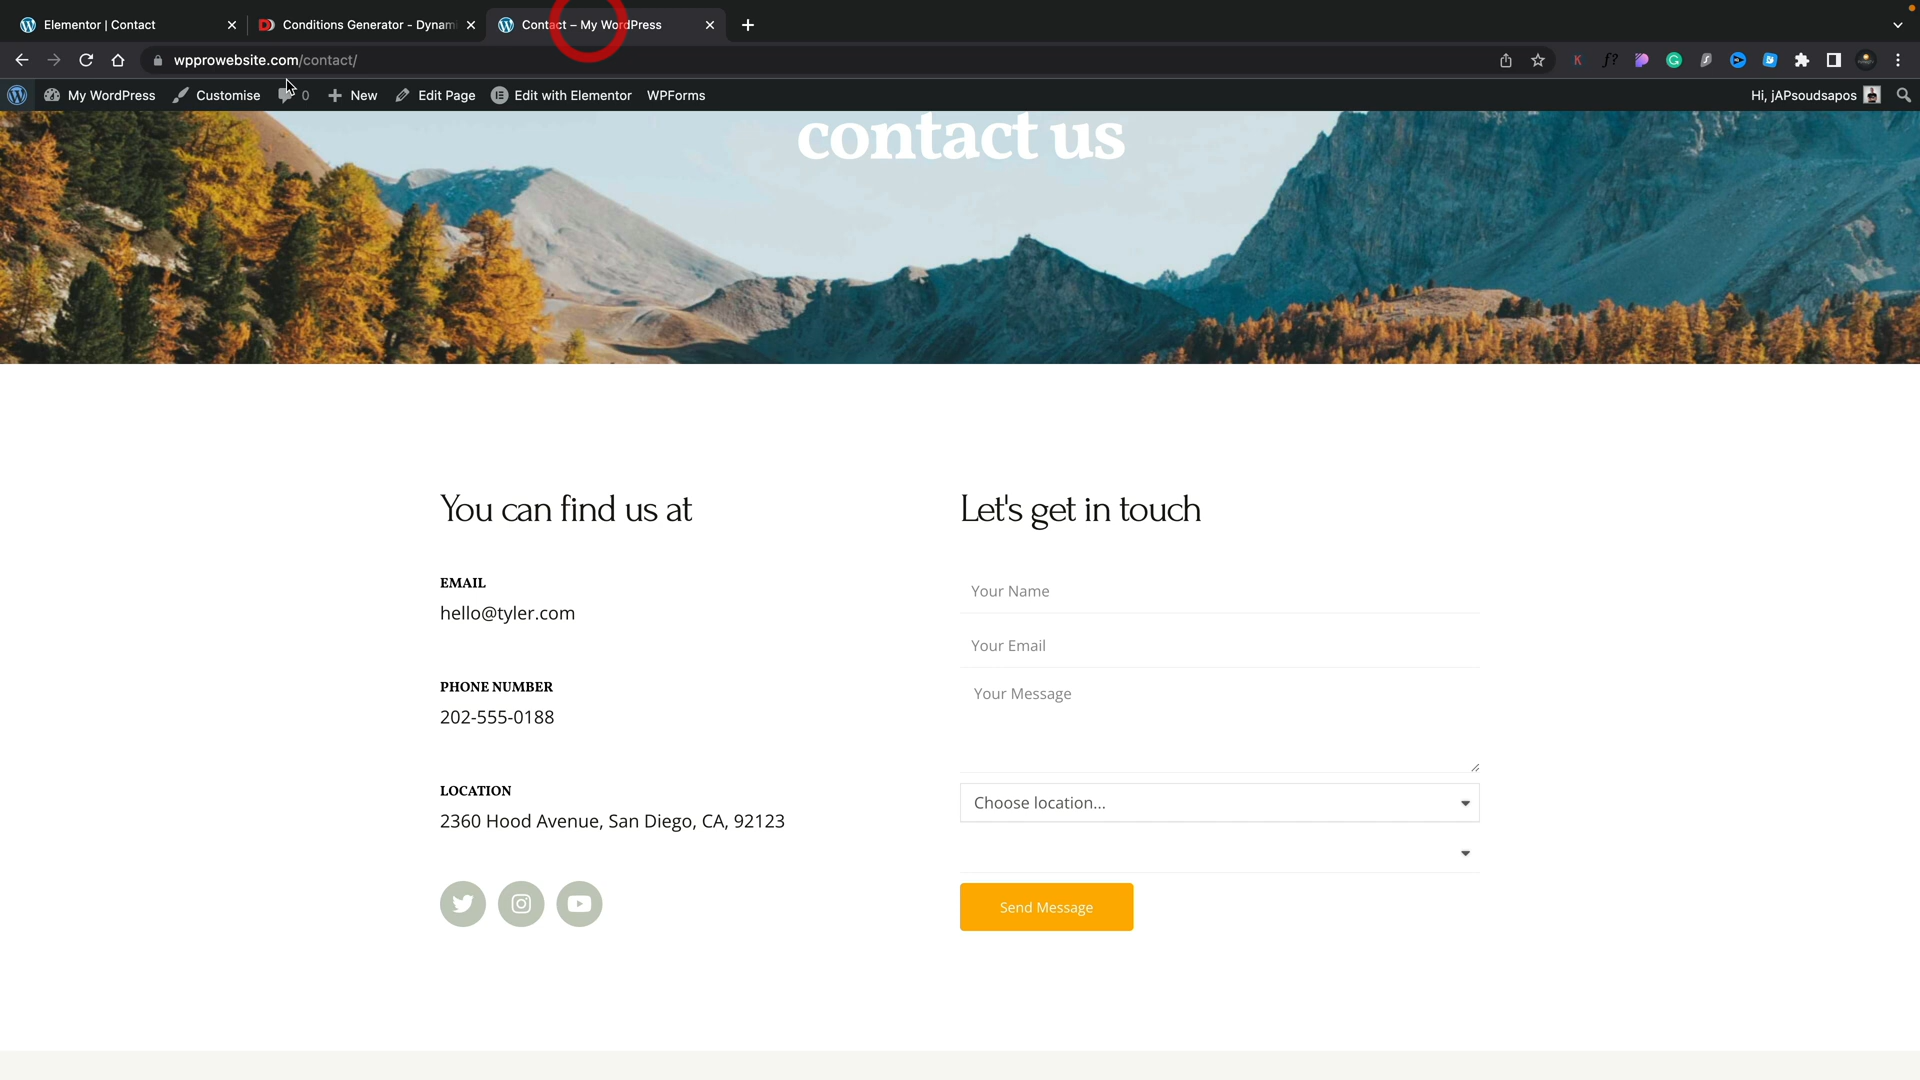 Elementor | Contact
Conditions Generator - Dynami
Contact – My WordPress
wpprowebsite.com/contact/
My WordPress
Customise
0
New
Edit Page
Edit with Elementor
WPForms
Hi, jAPsoudsapos
contact us
You can find us at
EMAIL
hello@tyler.com
PHONE NUMBER
202-555-0188
LOCATION
2360 Hood Avenue, San Diego, CA, 92123
Let's get in touch
Your Name
Your Email
Your Message
Choose location...
Send Message